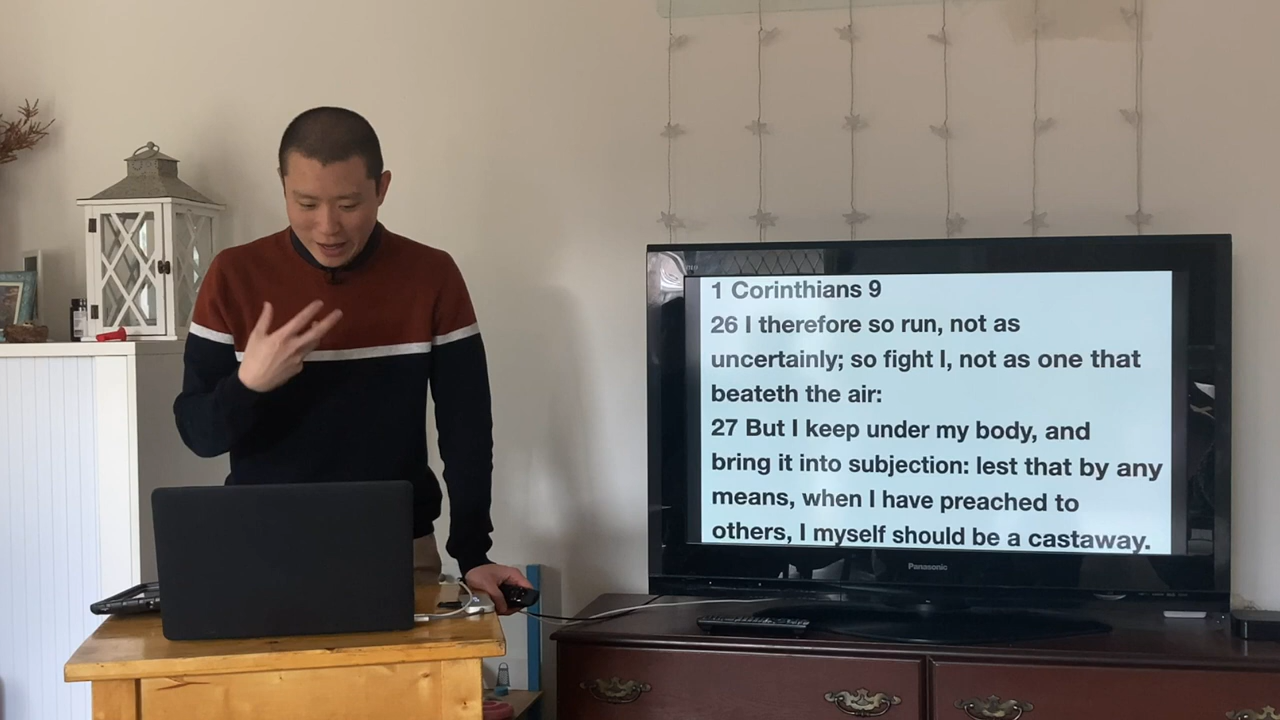 1 Corinthians 9
26 I therefore so run, not as
uncertainly; so fight I, not as one that
beateth the air:
27 But I keep under my body, and
bring it into subjection: lest that by any
means, when I have preached to
others, I myself should be a castaway.
Panasonic